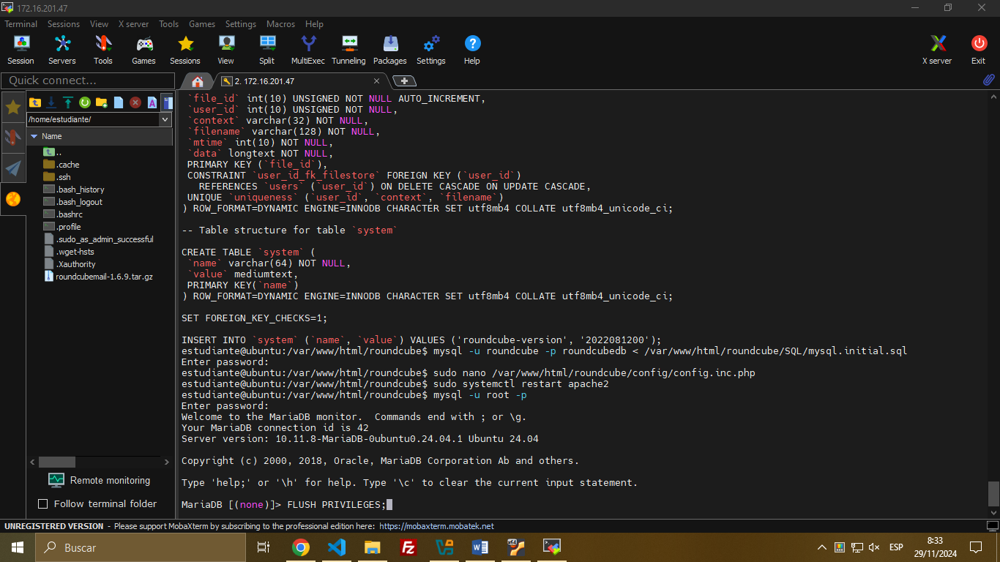 172.16.201.47
Terminal Sessions View X server Tools Games Settings Macros Help
Session Servers Tools Games Sessions View Split MultiExec Tunneling Packages Settings Help X server Exit
Quick connect...
2. 172.16.201.47
/home/estudiante/
Name
..
.cache
.ssh
.bash_history
.bash_logout
.bashrc
.profile
.sudo_as_admin_successful
.wget-hsts
.Xauthority
roundcubemail-1.6.9.tar.gz
Remote monitoring
Follow terminal folder
`file_id` int(10) UNSIGNED NOT NULL AUTO_INCREMENT,
`user_id` int(10) UNSIGNED NOT NULL,
`context` varchar(32) NOT NULL,
`filename` varchar(128) NOT NULL,
`mtime` int(10) NOT NULL,
`data` longtext NOT NULL,
PRIMARY KEY (`file_id`),
CONSTRAINT `user_id_fk_filestore` FOREIGN KEY (`user_id`)
REFERENCES `users` (`user_id`) ON DELETE CASCADE ON UPDATE CASCADE,
UNIQUE `uniqueness` (`user_id`, `context`, `filename`)
) ROW_FORMAT=DYNAMIC ENGINE=INNODB CHARACTER SET utf8mb4 COLLATE utf8mb4_unicode_ci;
-- Table structure for table `system`
CREATE TABLE `system` (
`name` varchar(64) NOT NULL,
`value` mediumtext,
PRIMARY KEY(`name`)
) ROW_FORMAT=DYNAMIC ENGINE=INNODB CHARACTER SET utf8mb4 COLLATE utf8mb4_unicode_ci;
SET FOREIGN_KEY_CHECKS=1;
INSERT INTO `system` (`name`, `value`) VALUES ('roundcube-version', '2022081200');
estudiante@ubuntu:/var/www/html/roundcube$ mysql -u roundcube -p roundcubedb < /var/www/html/roundcube/SQL/mysql.initial.sql
Enter password:
estudiante@ubuntu:/var/www/html/roundcube$ sudo nano /var/www/html/roundcube/config/config.inc.php
estudiante@ubuntu:/var/www/html/roundcube$ sudo systemctl restart apache2
estudiante@ubuntu:/var/www/html/roundcube$ mysql -u root -p
Enter password:
Welcome to the MariaDB monitor.  Commands end with ; or \g.
Your MariaDB connection id is 42
Server version: 10.11.8-MariaDB-0ubuntu0.24.04.1 Ubuntu 24.04
Copyright (c) 2000, 2018, Oracle, MariaDB Corporation Ab and others.
Type 'help;' or '\h' for help. Type '\c' to clear the current input statement.
MariaDB [(none)]> FLUSH PRIVILEGES;
UNREGISTERED VERSION - Please support MobaXterm by subscribing to the professional edition here: https://mobaxterm.mobatek.net
Buscar
ESP
8:33
29/11/2024